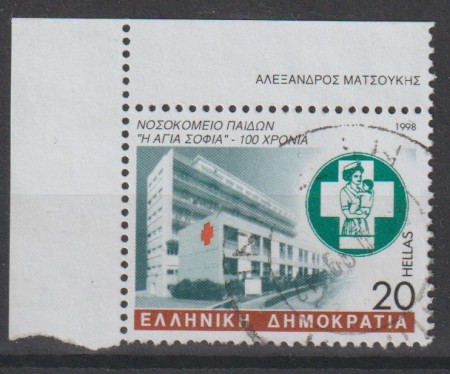 ΑΛΕΞΑΝΔΡΟΣ ΜΑΤΣΟΥΚΗΣ
ΝΟΣΟΚΟΜΕΙΟ ΠΑΙΔΩΝ
"Η ΑΓΙΑ ΣΟΦΙΑ" - 100 ΧΡΟΝΙΑ
1998
HELLAS
20
ΕΛΛΗΝΙΚΗ ΔΗΜΟΚΡΑΤΙΑ